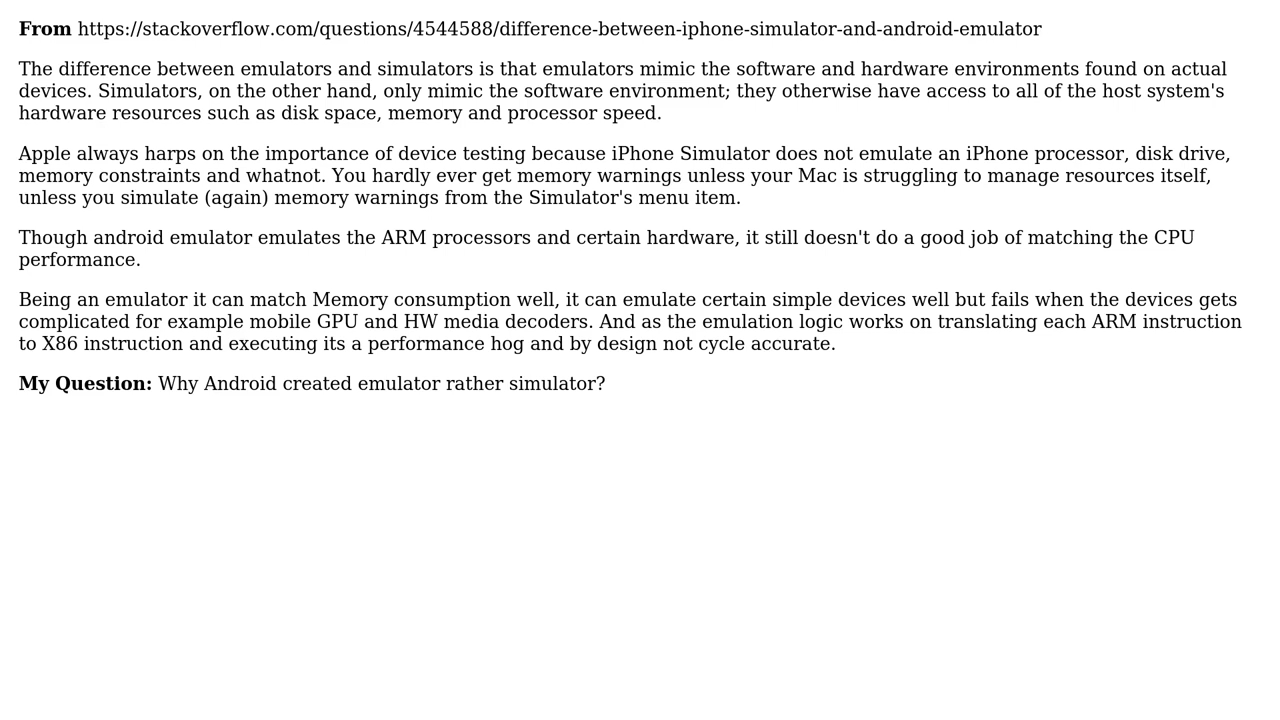 From https://stackoverflow.com/questions/4544588/difference-between-iphone-simulator-and-android-emulator
The difference between emulators and simulators is that emulators mimic the software and hardware environments found on actual
devices. Simulators, on the other hand, only mimic the software environment; they otherwise have access to all of the host system's
hardware resources such as disk space, memory and processor speed.
Apple always harps on the importance of device testing because iPhone Simulator does not emulate an iPhone processor, disk drive,
memory constraints and whatnot. You hardly ever get memory warnings unless your Mac is struggling to manage resources itself,
unless you simulate (again) memory warnings from the Simulator's menu item.
Though android emulator emulates the ARM processors and certain hardware, it still doesn't do a good job of matching the CPU
performance.
Being an emulator it can match Memory consumption well, it can emulate certain simple devices well but fails when the devices gets
complicated for example mobile GPU and HW media decoders. And as the emulation logic works on translating each ARM instruction
to X86 instruction and executing its a performance hog and by design not cycle accurate.
My Question: Why Android created emulator rather simulator?